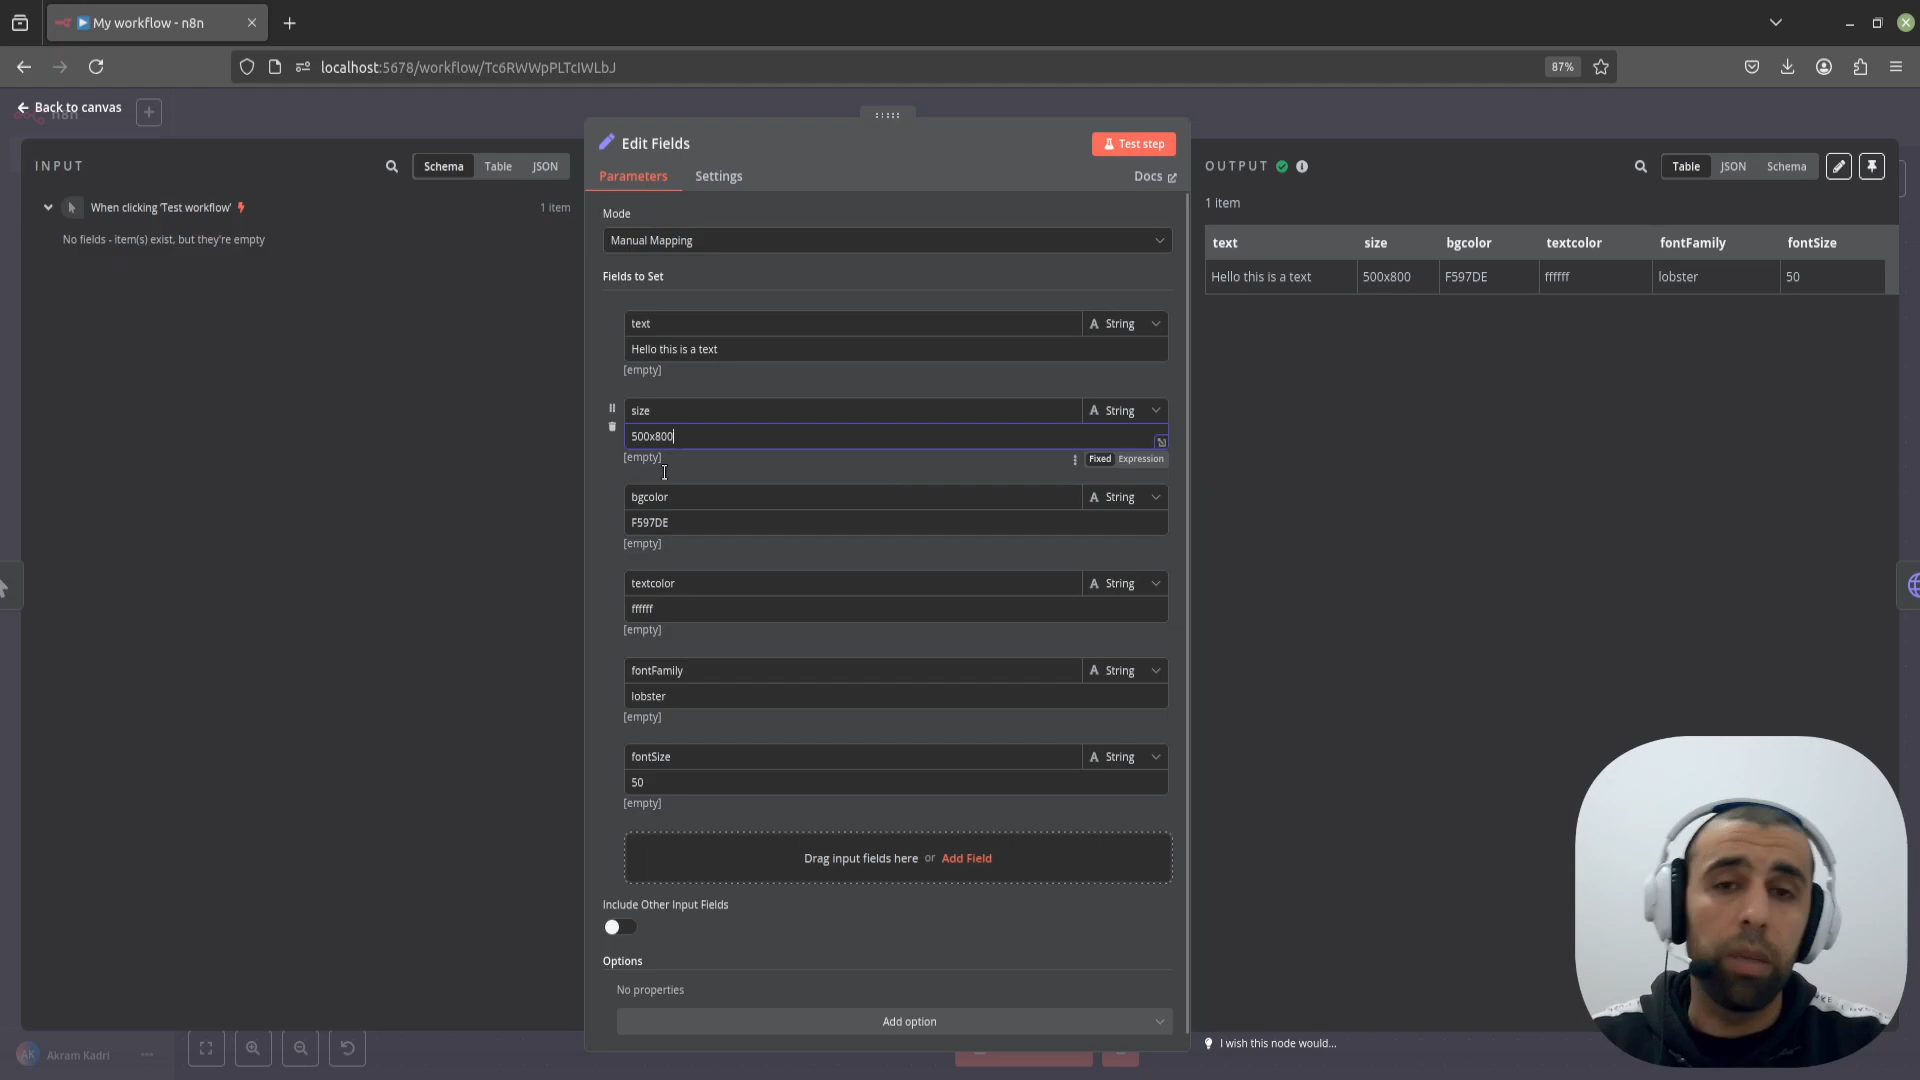 My workflow - n8n
localhost:5678/workflow/Tc6RWWpPLTcIWLbJ
87%
Back to canvas
n8n
INPUT
Schema
Table
JSON
When clicking ‘Test workflow’
1 item
No fields - item(s) exist, but they're empty
Edit Fields
Test step
Parameters
Settings
Docs
Mode
Manual Mapping
Fields to Set
text
A String
Hello this is a text
[empty]
size
A String
500x800
[empty]
Fixed
Expression
bgcolor
A String
F597DE
[empty]
textcolor
A String
ffffff
[empty]
fontFamily
A String
lobster
[empty]
fontSize
A String
50
[empty]
Drag input fields here or Add Field
Include Other Input Fields
Options
No properties
Add option
OUTPUT
Table
JSON
Schema
1 item
text size bgcolor textcolor fontFamily fontSize
Hello this is a text 500x800 F597DE ffffff lobster 50
I wish this node would...
AK
Akram Kadri